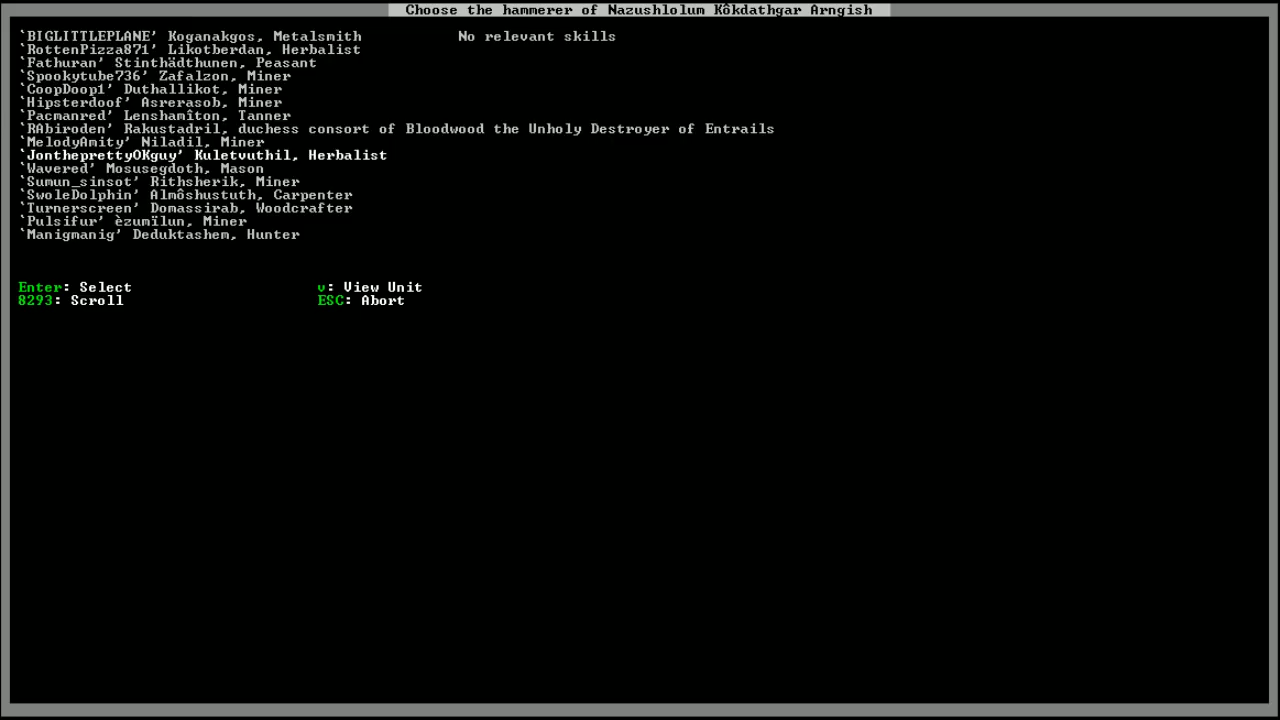 Choose the hammerer of Nazushlolum Kôkdathgar Arngish
`BIGLITTLEPLANE' Koganakgos, Metalsmith No relevant skills
`RottenPizza871' Likotberdan, Herbalist
`Fathuran' Stinthädthunen, Peasant
`Spookytube736' Zafalzon, Miner
`CoopDoop1' Duthallikot, Miner
`Hipsterdoof' Asrerasob, Miner
`Pacmanred' Lenshamîton, Tanner
`RAbiroden' Rakustadril, duchess consort of Bloodwood the Unholy Destroyer of Entrails
`MelodyAmity' Niladil, Miner
`JontheprettyOKguy' Kuletvuthil, Herbalist
`Wavered' Mosusegdoth, Mason
`Sumun_sinsot' Rithsherik, Miner
`SwoleDolphin' Almôshustuth, Carpenter
`Turnerscreen' Domassirab, Woodcrafter
`Pulsifur' èzumïlun, Miner
`Manigmanig' Deduktashem, Hunter
Enter: Select v: View Unit
8293: Scroll ESC: Abort